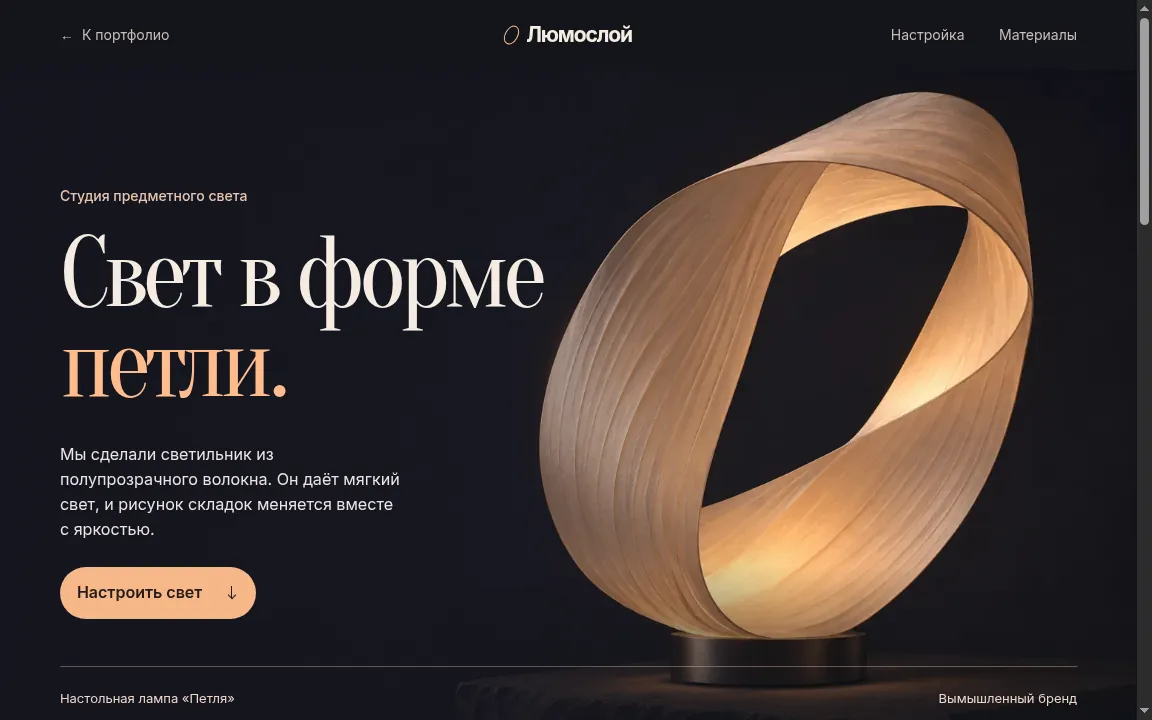 ← К портфолио
Люмослой
Настройка
Материалы
Студия предметного света
Свет в форме
петли.
Мы сделали светильник из
полупрозрачного волокна. Он даёт мягкий
свет, и рисунок складок меняется вместе
с яркостью.
Настроить свет ↓
Настольная лампа «Петля»
Вымышленный бренд